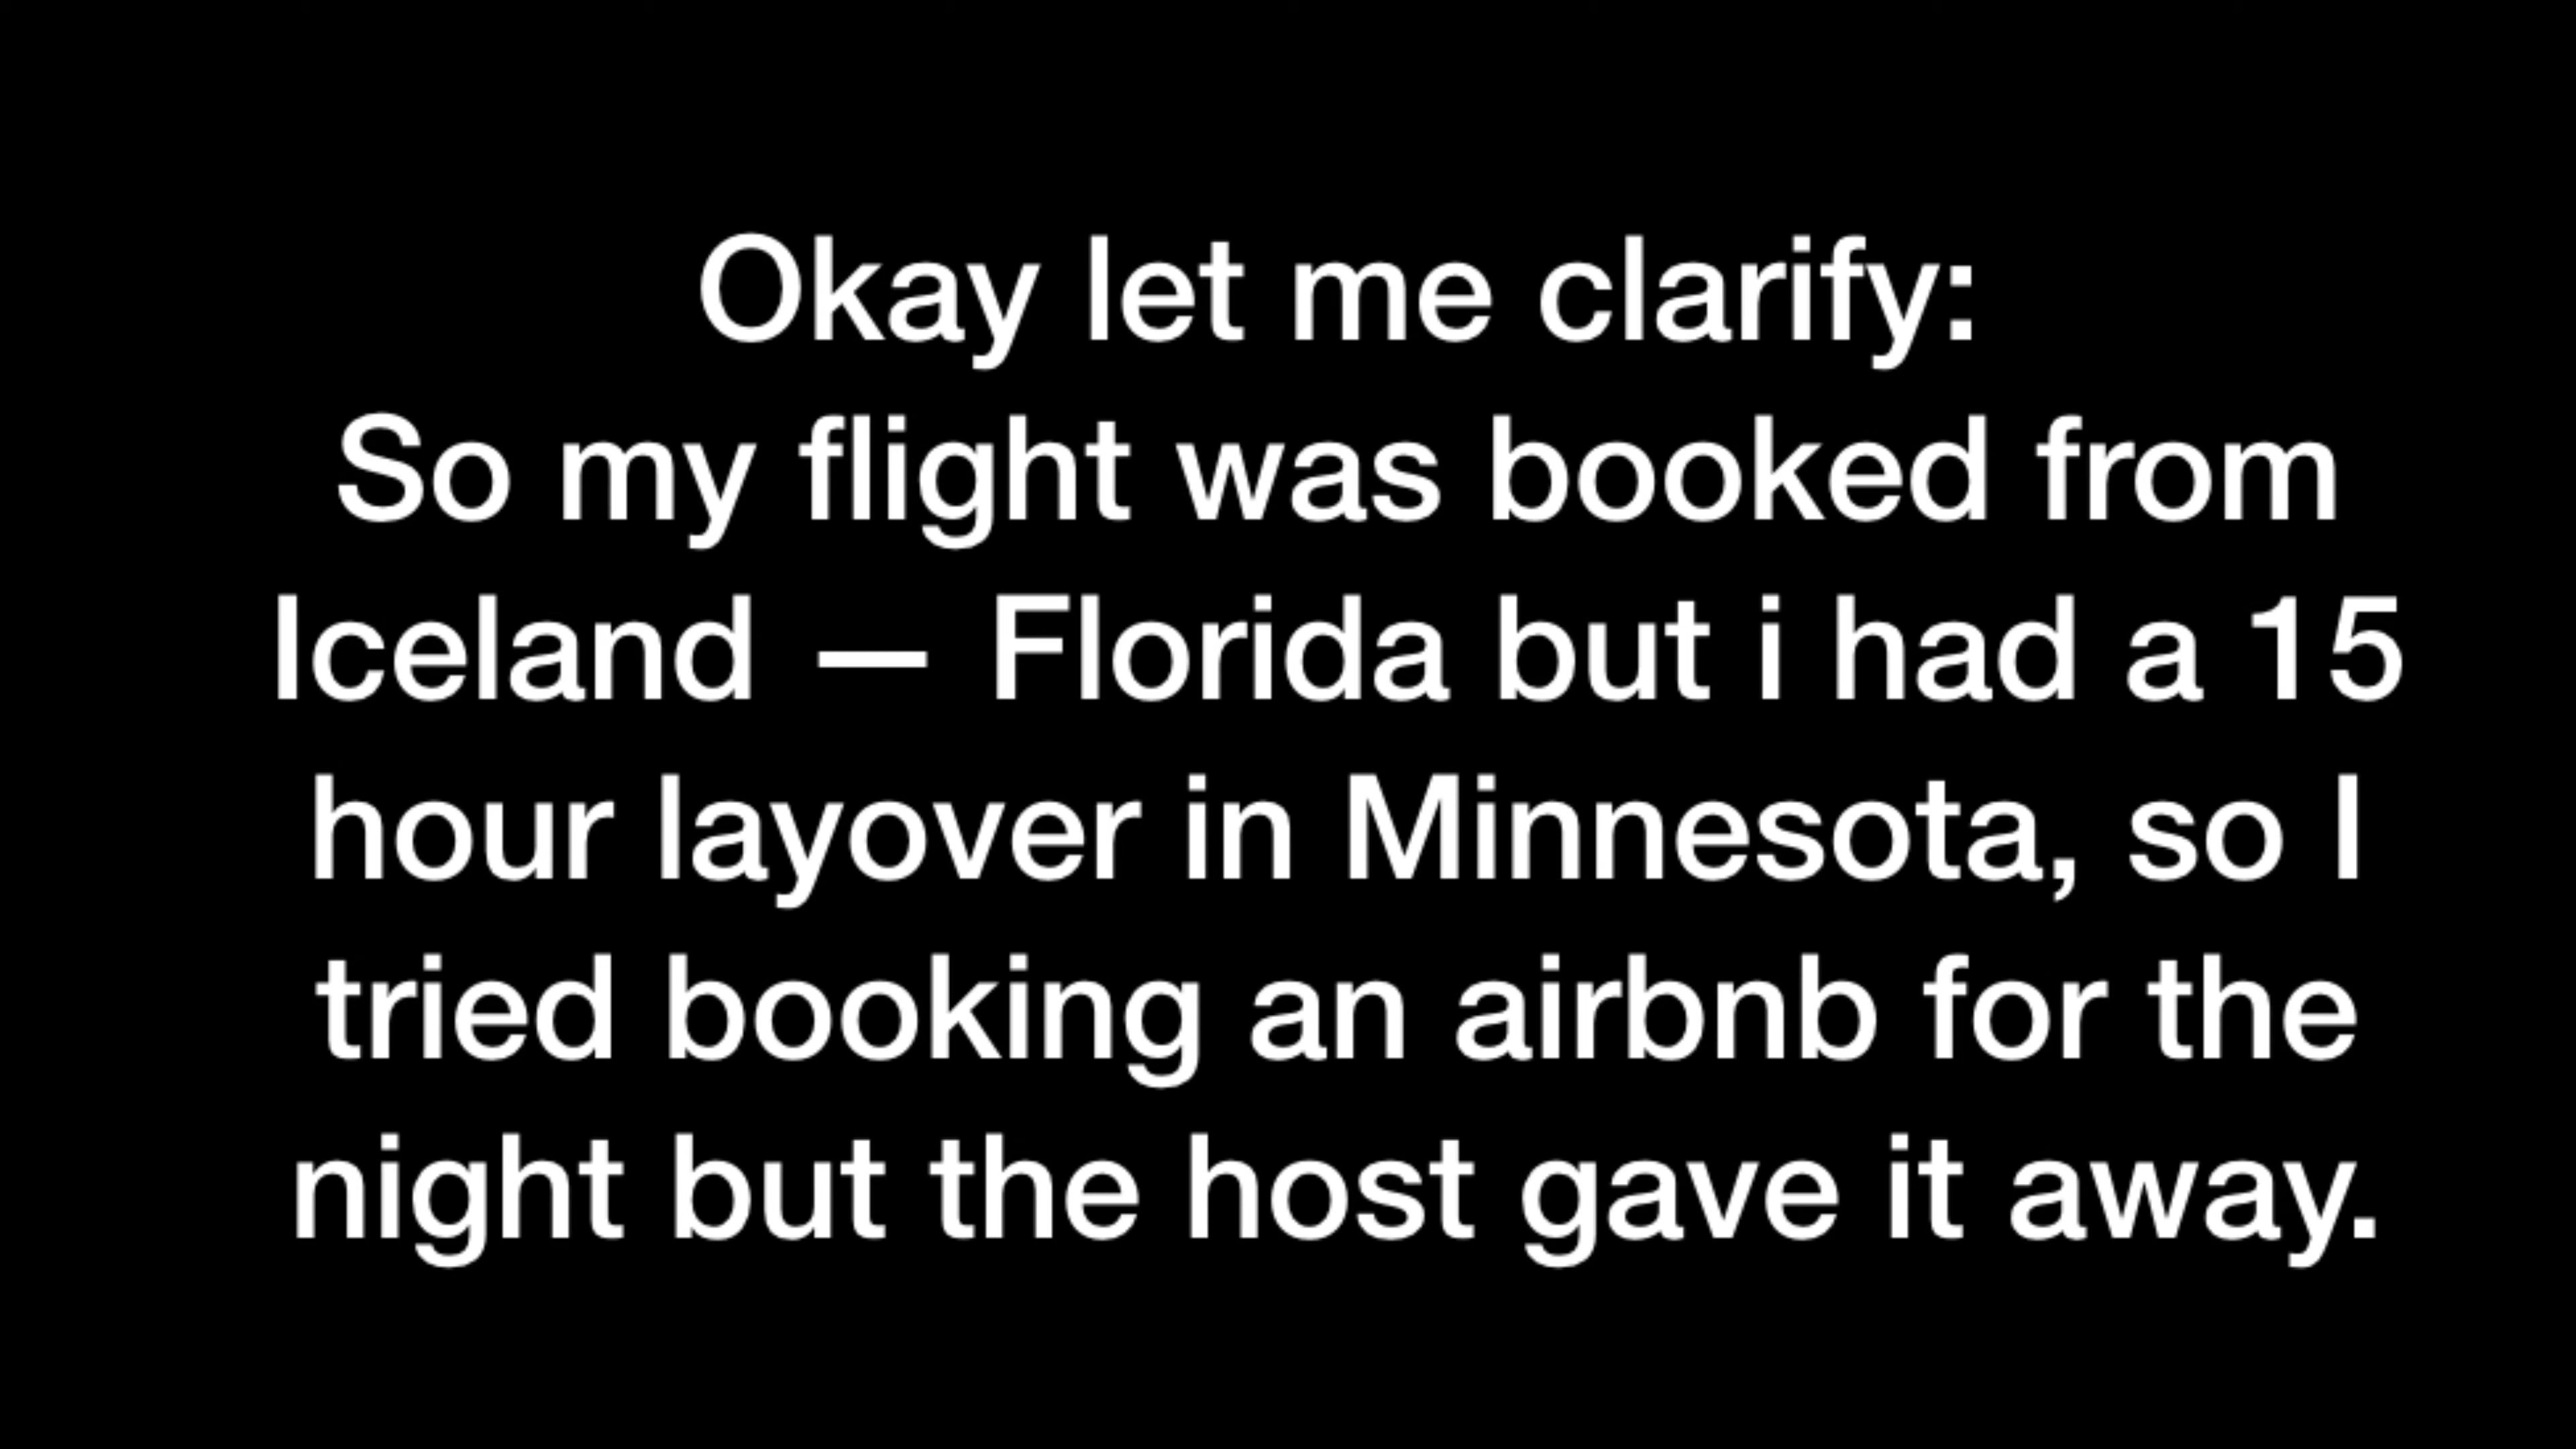 Okay let me clarify:
So my flight was booked from
Iceland — Florida but i had a 15
hour layover in Minnesota, so I
tried booking an airbnb for the
night but the host gave it away.